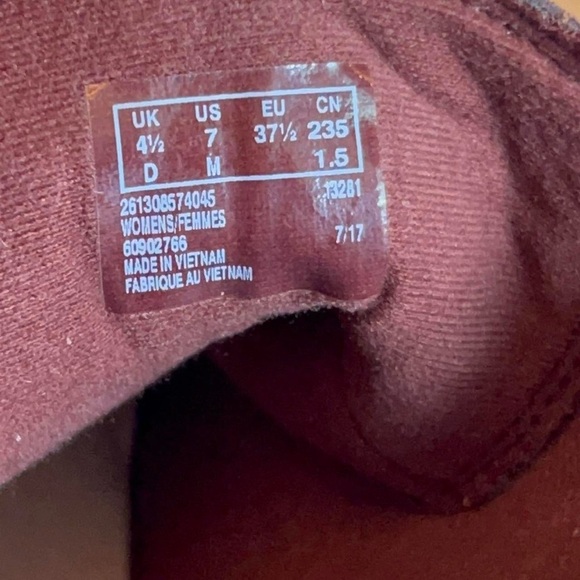 UK US EU CN
4½ 7 37½ 235
D M 1.5
261308574045 13281
WOMENS/FEMMES
60902766 7/17
MADE IN VIETNAM
FABRIQUE AU VIETNAM